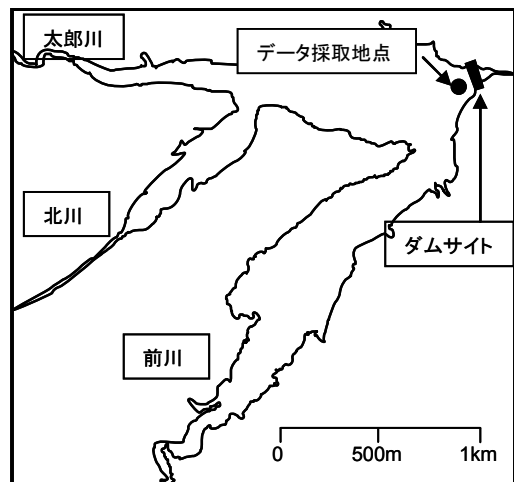 太郎川
データ採取地点
北川
ダムサイト
前川
0 500m 1km